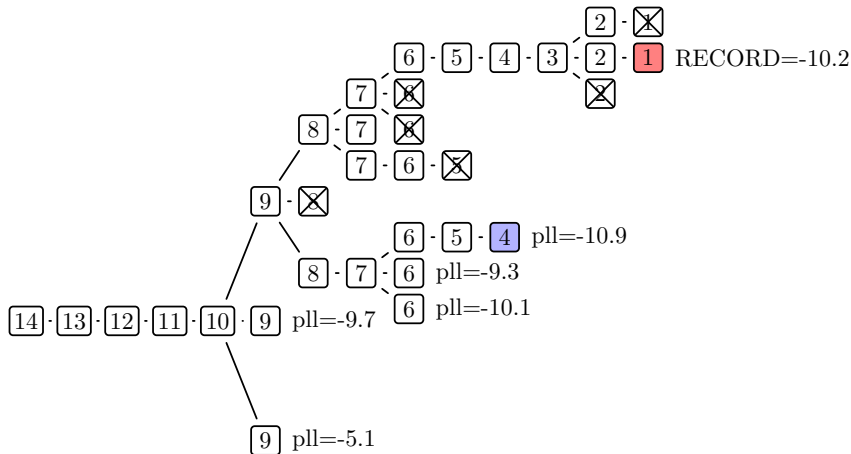 2 1
6 5 4 3 2 1 RECORD=-10.2
7 6 2
8 7 6
7 6 5
9 8
6 5 4 pll=-10.9
8 7 6 pll=-9.3
6 pll=-10.1
14 13 12 11 10 9 pll=-9.7
9 pll=-5.1